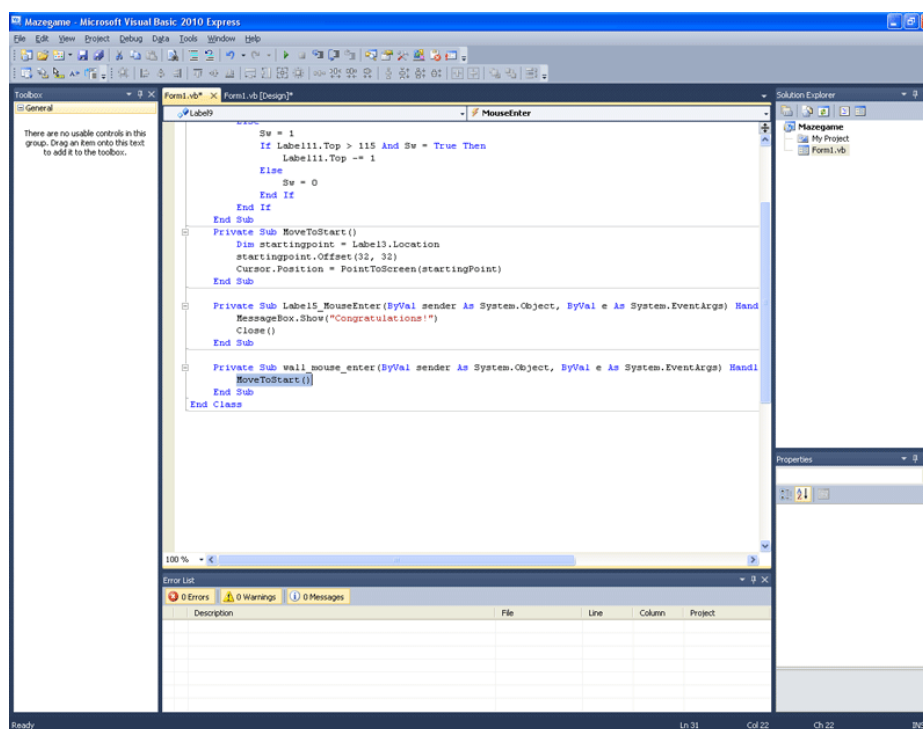 Mazegame - Microsoft Visual Basic 2010 Express
File Edit View Project Debug Data Tools Window Help
Toolbox
General
There are no usable controls in this
group. Drag an item onto this text
to add it to the toolbox.
Form1.vb* Form1.vb [Design]*
Label9 MouseEnter
Else
Sw = 1
If Label11.Top > 115 And Sw = True Then
Label11.Top -= 1
Else
Sw = 0
End If
End If
End Sub
Private Sub MoveToStart()
Dim startingpoint = Label3.Location
startingpoint.Offset(32, 32)
Cursor.Position = PointToScreen(startingPoint)
End Sub
Private Sub Label5_MouseEnter(ByVal sender As System.Object, ByVal e As System.EventArgs) Hand
MessageBox.Show("Congratulations!")
Close()
End Sub
Private Sub wall_mouse_enter(ByVal sender As System.Object, ByVal e As System.EventArgs) Handl
MoveToStart()
End Sub
End Class
100 %
Error List
0 Errors 0 Warnings 0 Messages
Description File Line Column Project
Solution Explorer
Mazegame
My Project
Form1.vb
Properties
Ready Ln 31 Col 22 Ch 22 INS